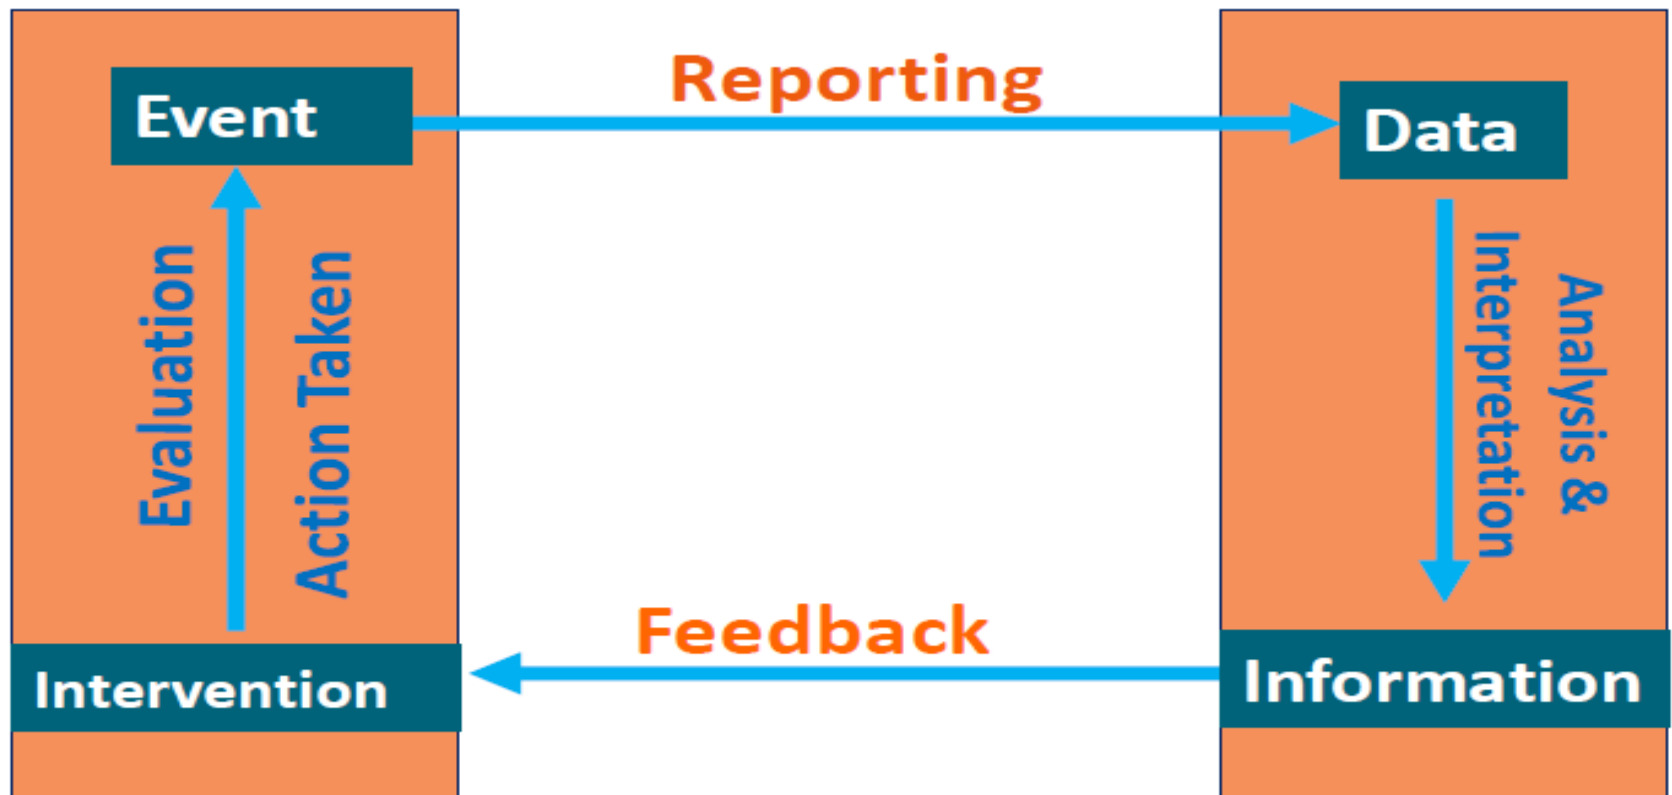 Reporting
Event
Data
Evaluation
Action Taken
Analysis &
Interpretation
Feedback
Intervention
Information